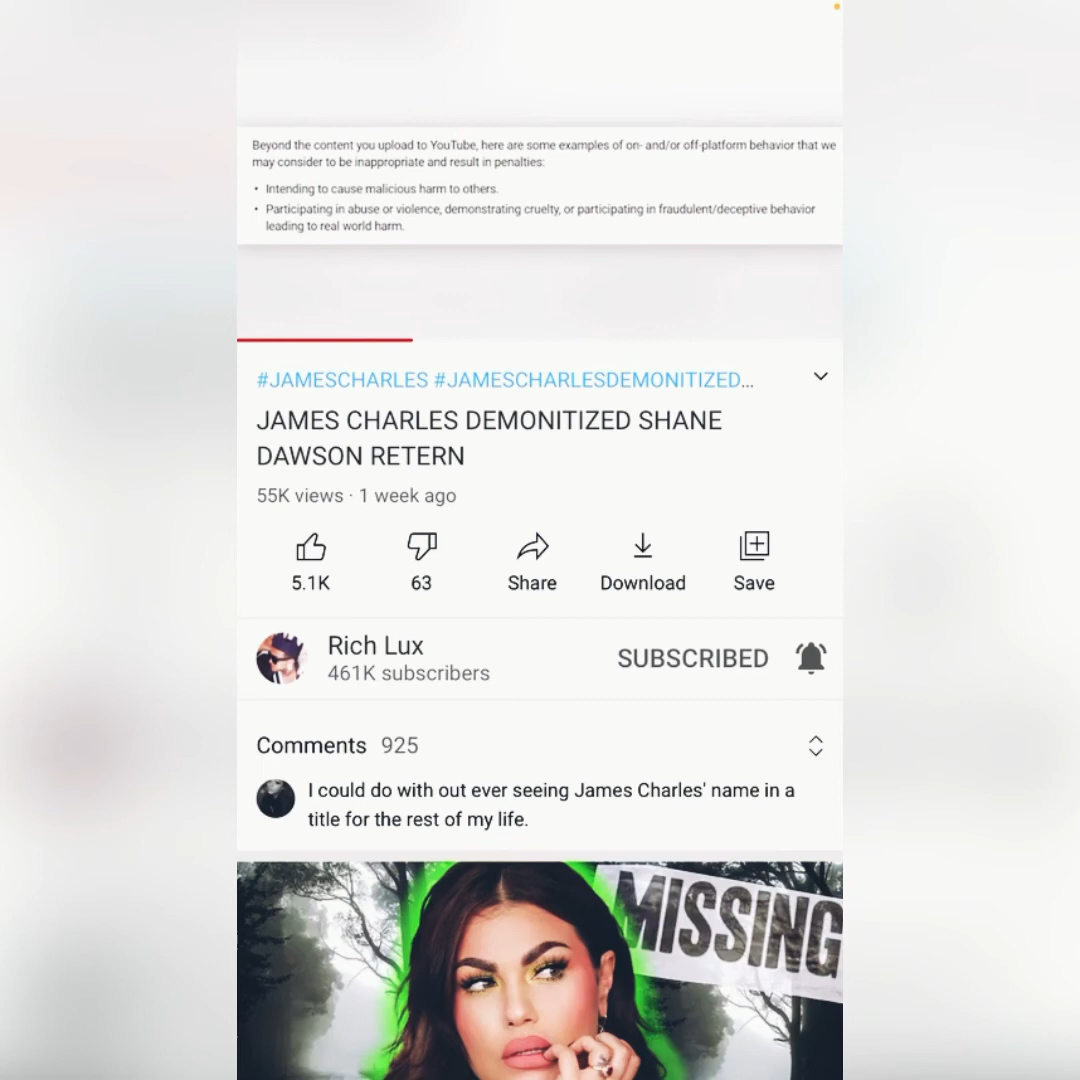 Beyond the content you upload to YouTube, here are some examples of on- and/or off-platform behavior that we
may consider to be inappropriate and result in penalties:
• Intending to cause malicious harm to others.
• Participating in abuse or violence, demonstrating cruelty, or participating in fraudulent/deceptive behavior
leading to real world harm.
#JAMESCHARLES #JAMESCHARLESDEMONITIZED...
JAMES CHARLES DEMONITIZED SHANE
DAWSON RETERN
55K views · 1 week ago
5.1K 63 Share Download Save
Rich Lux
461K subscribers
SUBSCRIBED
Comments 925
I could do with out ever seeing James Charles' name in a
title for the rest of my life.
MISSING